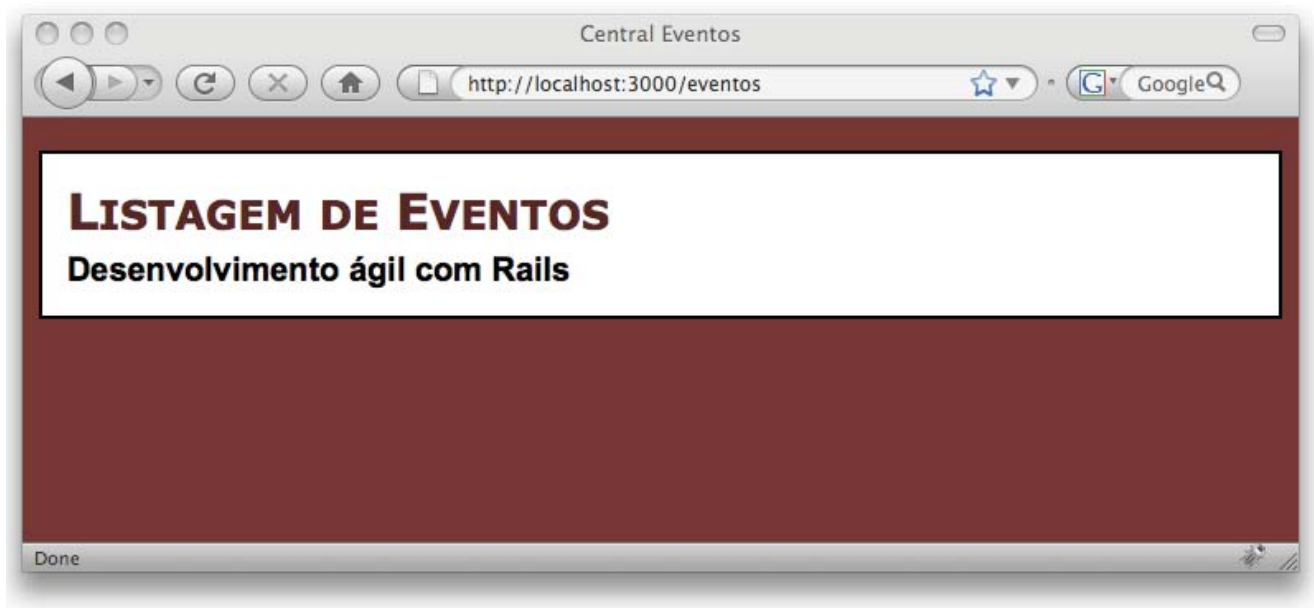 Central Eventos
http://localhost:3000/eventos
Google
Listagem de Eventos
Desenvolvimento ágil com Rails
Done